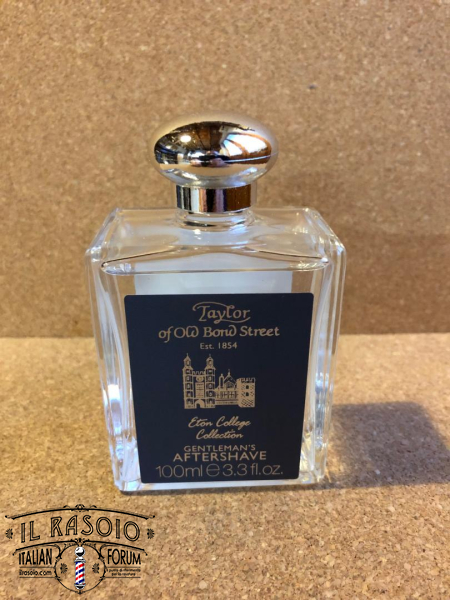 Taylor
of Old Bond Street
Est. 1854
Eton College
Collection
GENTLEMAN'S
AFTERSHAVE
100ml ℮ 3.3 fl.oz.
IL RASOIO
ITALIAN FORUM
ilrasoio.com